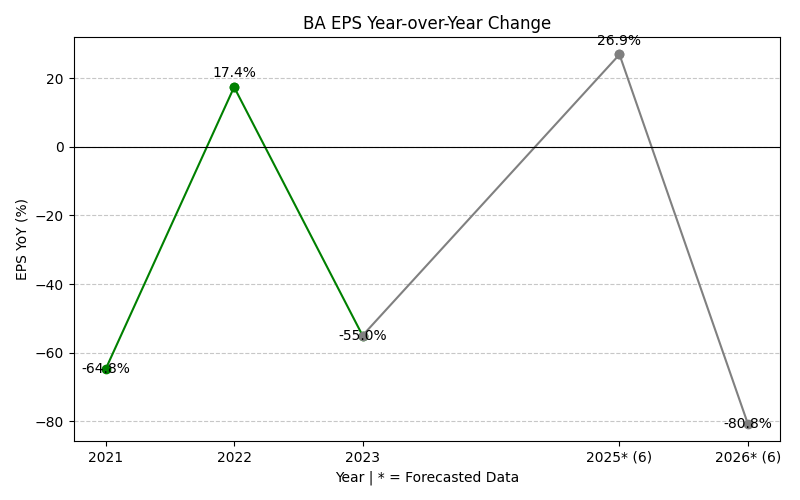 BA EPS Year-over-Year Change
26.9%
17.4%
-55.0%
-64.8%
-80.8%
20
0
−20
−40
−60
−80
EPS YoY (%)
2021 2022 2023 2025* (6) 2026* (6)
Year | * = Forecasted Data